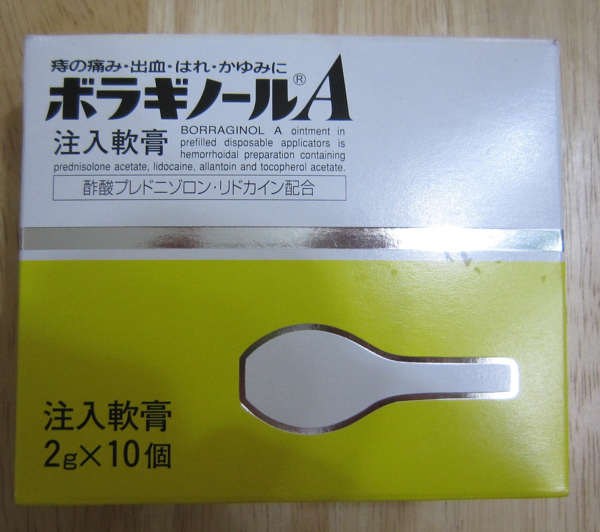 痔の痛み・出血・はれ・かゆみに
ボラギノールA®
注入軟膏
BORRAGINOL A ointment in
prefilled disposable applicators is
hemorrhoidal preparation containing
prednisolone acetate, lidocaine, allantoin and tocopherol acetate.
酢酸プレドニゾロン・リドカイン配合
注入軟膏
2g×10個